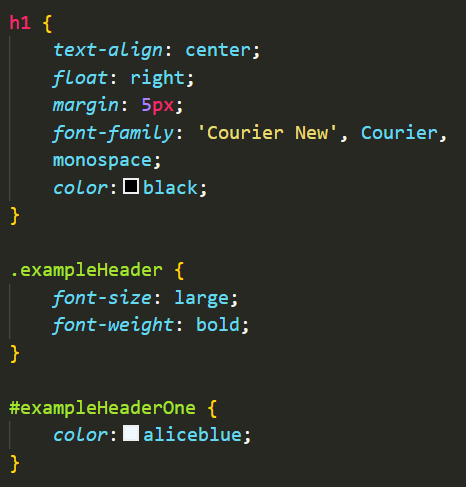 h1 {
    text-align: center;
    float: right;
    margin: 5px;
    font-family: 'Courier New', Courier,
    monospace;
    color: black;
}

.exampleHeader {
    font-size: large;
    font-weight: bold;
}

#exampleHeaderOne {
    color: aliceblue;
}